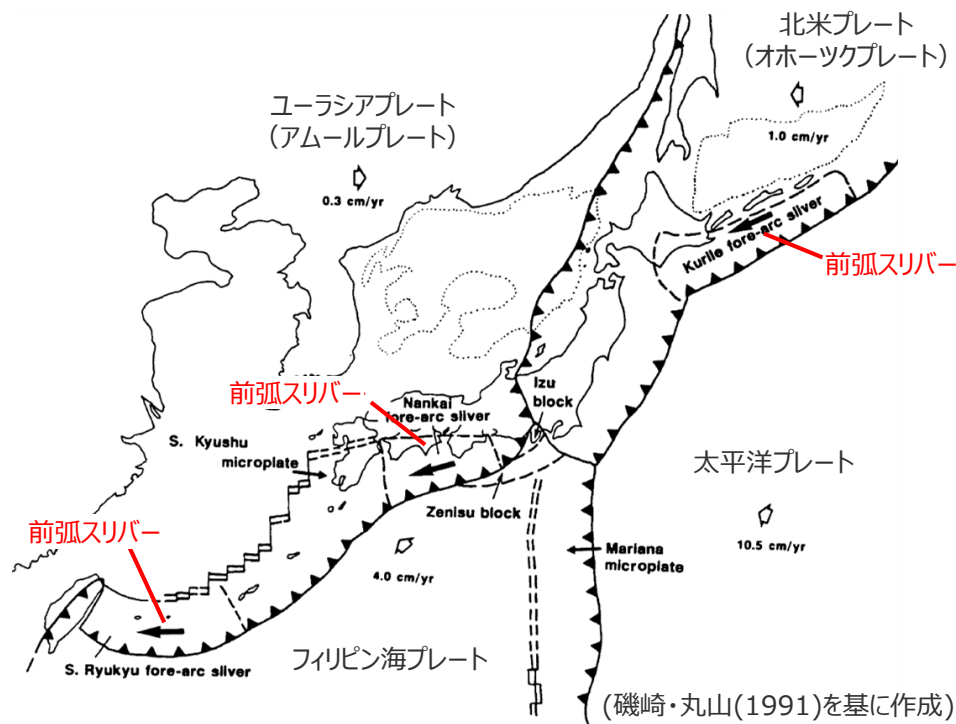 北米プレート
（オホーツクプレート）
1.0 cm/yr
ユーラシアプレート
（アムールプレート）
0.3 cm/yr
Kurile fore-arc sliver
前弧スリバー
前弧スリバー
Nankai
fore-arc sliver
Izu
block
S. Kyushu
microplate
太平洋プレート
10.5 cm/yr
Zenisu block
前弧スリバー
4.0 cm/yr
Mariana
microplate
S. Ryukyu fore-arc sliver
フィリピン海プレート
(磯崎・丸山(1991)を基に作成)